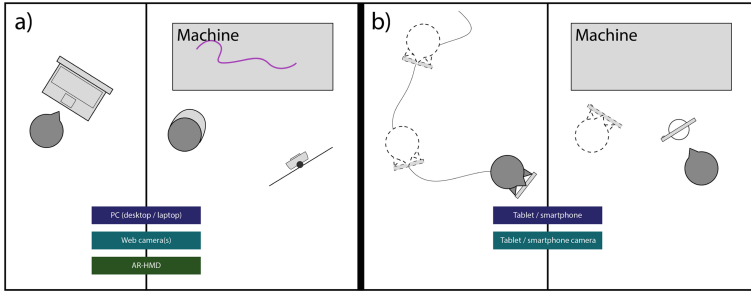 a)
Machine
PC (desktop / laptop)
Web camera(s)
AR-HMD
b)
Machine
Tablet / smartphone
Tablet / smartphone camera